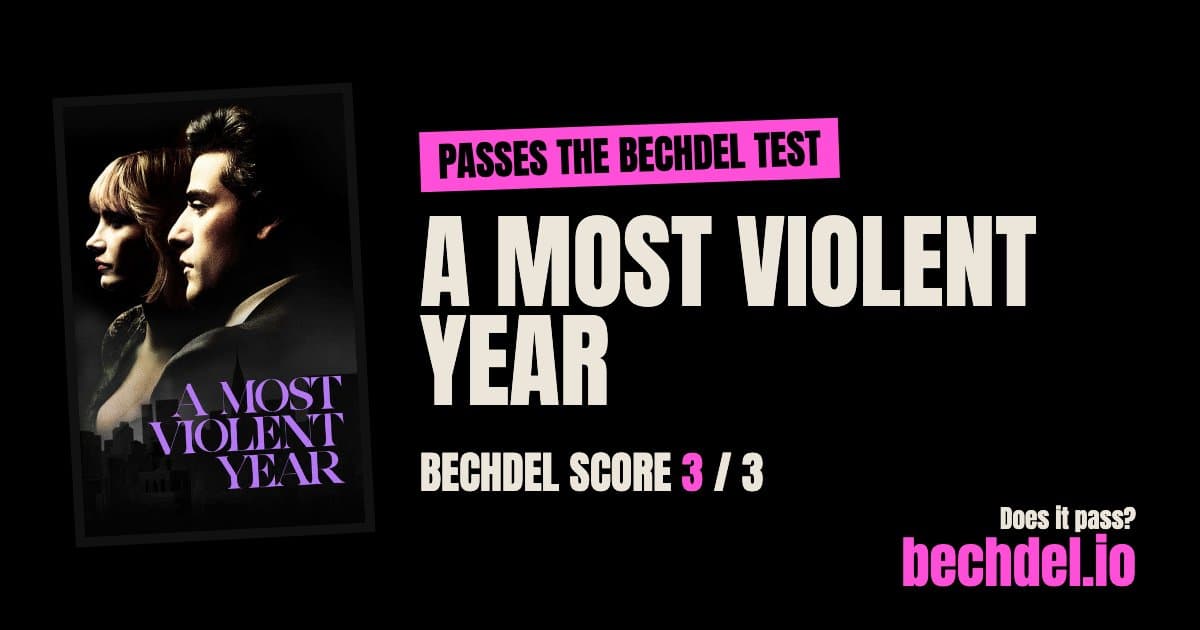 PASSES THE BECHDEL TEST
A MOST VIOLENT
YEAR
BECHDEL SCORE 3 / 3
A MOST
VIOLENT
YEAR
Does it pass?
bechdel.io